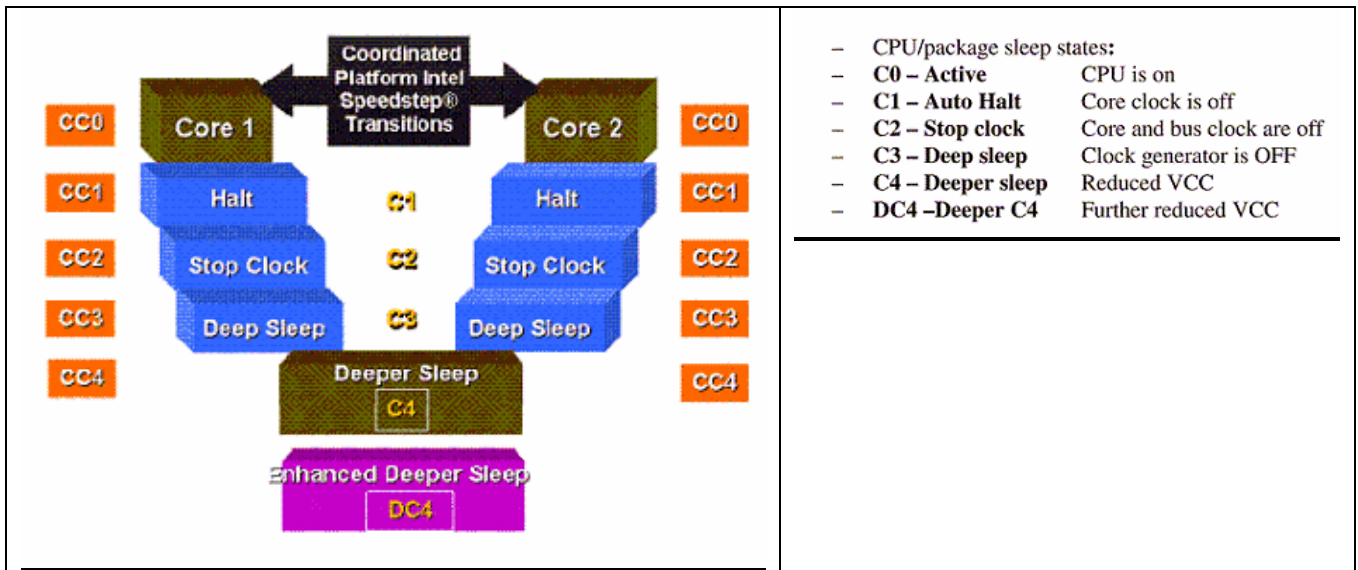 Coordinated
Platform Intel
Speedstep®
Transitions
CC0
Core 1
Core 2
CC0
CC1
Halt
C1
Halt
CC1
CC2
Stop Clock
C2
Stop Clock
CC2
CC3
Deep Sleep
C3
Deep Sleep
CC3
CC4
Deeper Sleep
CC4
C4
Enhanced Deeper Sleep
DC4
– CPU/package sleep states:
– C0 – Active CPU is on
– C1 – Auto Halt Core clock is off
– C2 – Stop clock Core and bus clock are off
– C3 – Deep sleep Clock generator is OFF
– C4 – Deeper sleep Reduced VCC
– DC4 –Deeper C4 Further reduced VCC